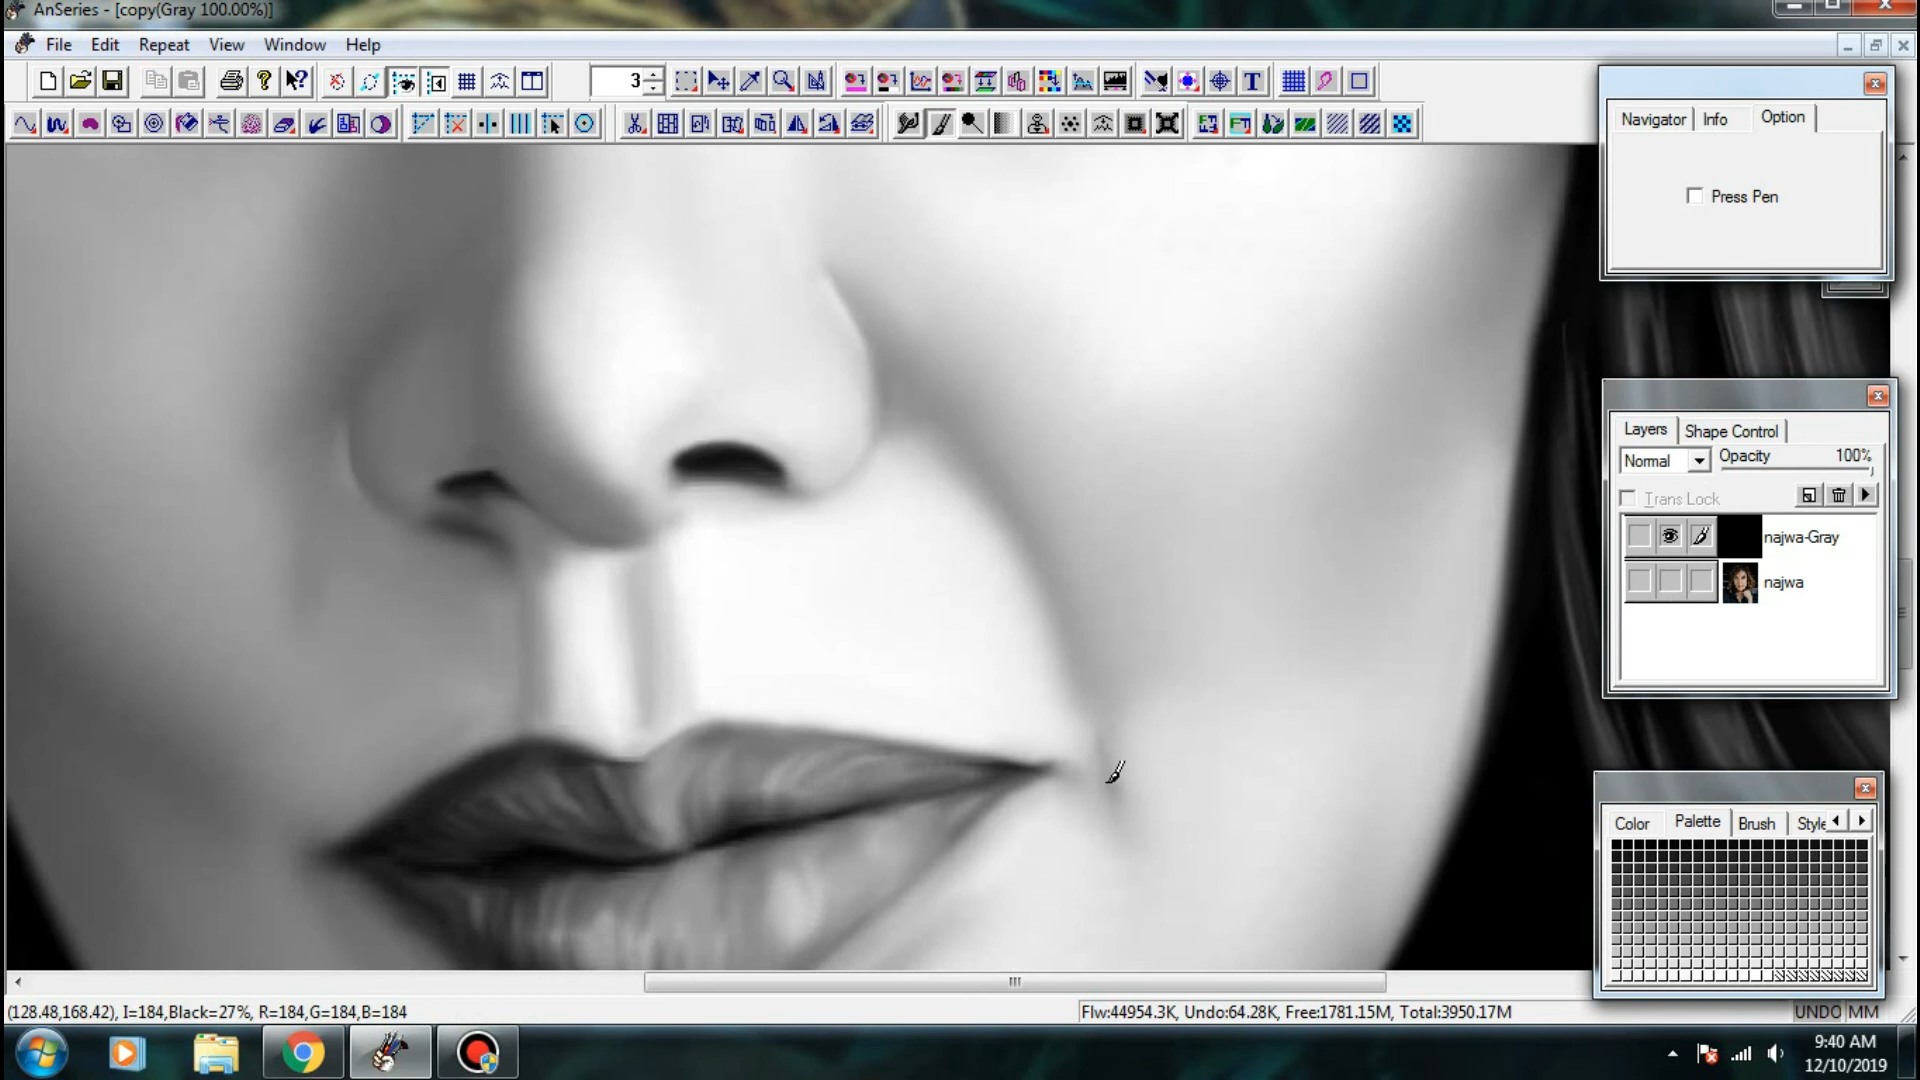 AnSeries - [copy(Gray 100.00%)]
File Edit Repeat View Window Help
3
T
Navigator Info Option
Press Pen
Layers Shape Control
Normal Opacity 100%
Trans Lock
najwa-Gray
najwa
Color Palette Brush Style
(128.48,168.42), I=184,Black=27%, R=184,G=184,B=184
Flw:44954.3K, Undo:64.28K, Free:1781.15M, Total:3950.17M
UNDO MM
9:40 AM
12/10/2019